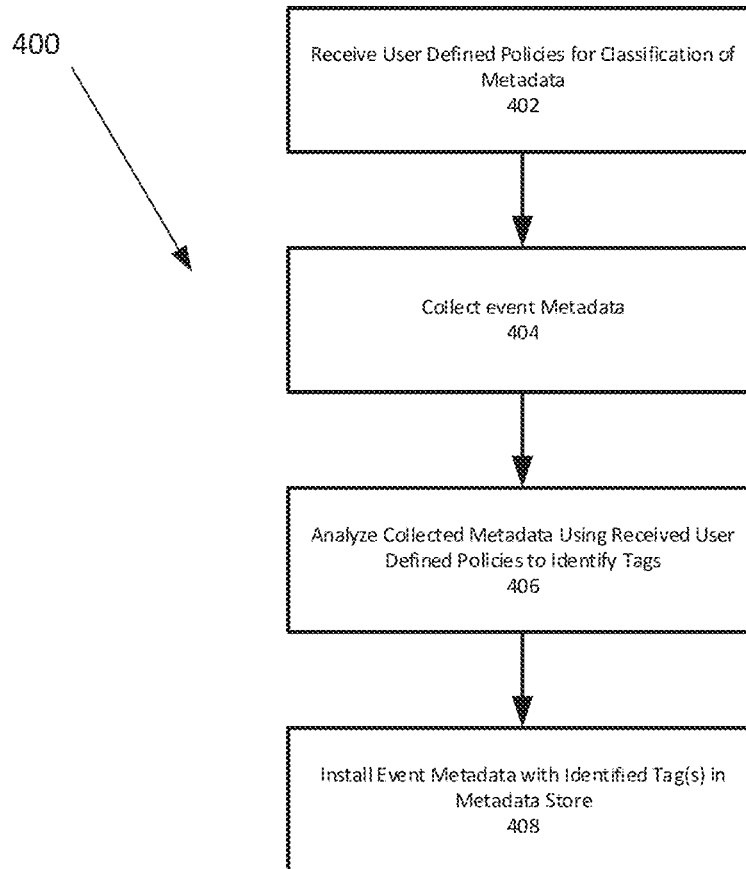 400
Receive User Defined Policies for Classification of
Metadata
402
Collect event Metadata
404
Analyze Collected Metadata Using Received User
Defined Policies to Identify Tags
406
Install Event Metadata with Identified Tag(s) in
Metadata Store
408